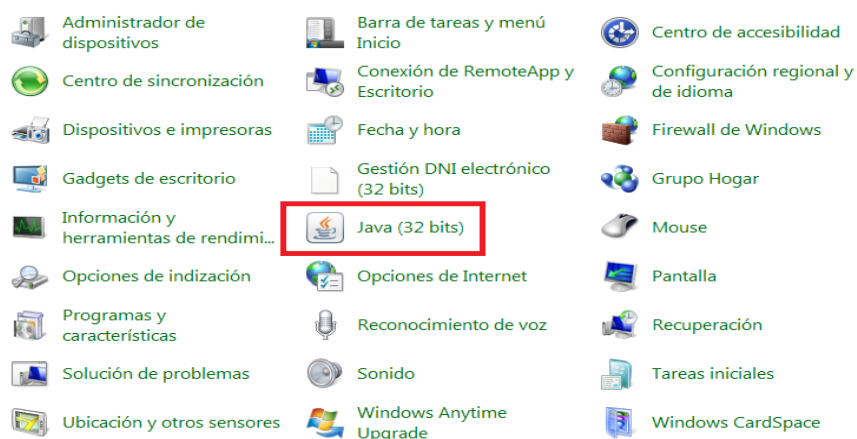 Administrador de
dispositivos
Barra de tareas y menú
Inicio
Centro de accesibilidad
Centro de sincronización
Conexión de RemoteApp y
Escritorio
Configuración regional y
de idioma
Dispositivos e impresoras
Fecha y hora
Firewall de Windows
Gadgets de escritorio
Gestión DNI electrónico
(32 bits)
Grupo Hogar
Información y
herramientas de rendimi...
Java (32 bits)
Mouse
Opciones de indización
Opciones de Internet
Pantalla
Programas y
características
Reconocimiento de voz
Recuperación
Solución de problemas
Sonido
Tareas iniciales
Ubicación y otros sensores
Windows Anytime
Upgrade
Windows CardSpace